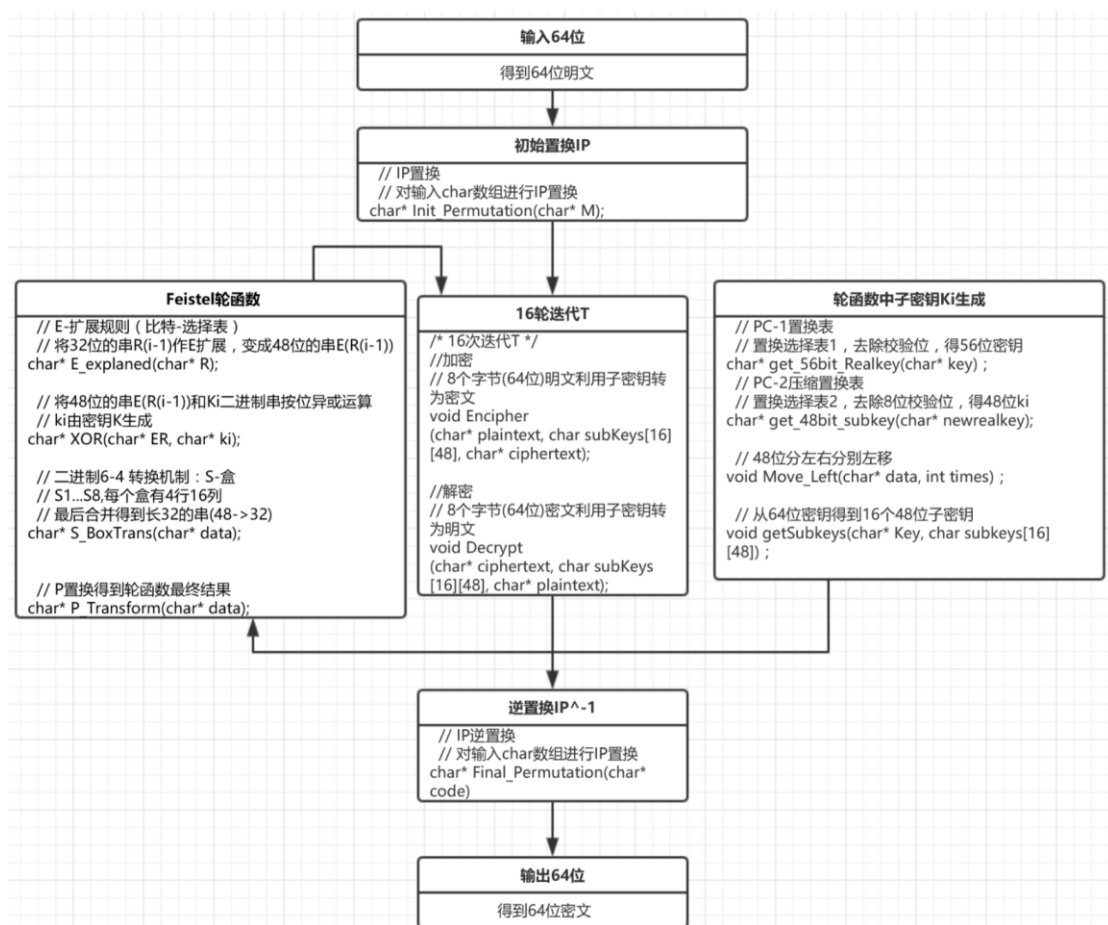 输入64位
得到64位明文
初始置换IP
// IP置换
// 对输入char数组进行IP置换
char* Init_Permutation(char* M);
Feistel轮函数
// E-扩展规则（比特-选择表）
// 将32位的串R(i-1)作E扩展，变成48位的串E(R(i-1))
char* E_explaned(char* R);
// 将48位的串E(R(i-1))和Ki二进制串按位异或运算
// ki由密钥K生成
char* XOR(char* ER, char* ki);
// 二进制6-4 转换机制：S-盒
// S1...S8,每个盒有4行16列
// 最后合并得到长32的串(48->32)
char* S_BoxTrans(char* data);
// P置换得到轮函数最终结果
char* P_Transform(char* data);
16轮迭代T
/* 16次迭代T */
//加密
// 8个字节(64位)明文利用子密钥转
为密文
void Encipher
(char* plaintext, char subKeys[16]
[48], char* ciphertext);
//解密
// 8个字节(64位)密文利用子密钥转
为明文
void Decrypt
(char* ciphertext, char subKeys
[16][48], char* plaintext);
轮函数中子密钥Ki生成
// PC-1置换表
// 置换选择表1，去除校验位，得56位密钥
char* get_56bit_Realkey(char* key)；
// PC-2压缩置换表
// 置换选择表2，去除8位校验位，得48位ki
char* get_48bit_subkey(char* newrealkey);
// 48位分左右分别左移
void Move_Left(char* data, int times)；
// 从64位密钥得到16个48位子密钥
void getSubkeys(char* Key, char subkeys[16]
[48])；
逆置换IP^-1
// IP逆置换
// 对输入char数组进行IP置换
char* Final_Permutation(char*
code)
输出64位
得到64位密文